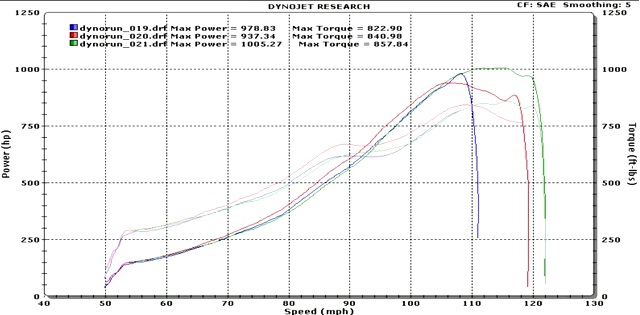 DYNOJET RESEARCH
CF: SAE Smoothing: 5
dynorun_019.drf Max Power = 978.83 Max Torque = 822.90
dynorun_020.drf Max Power = 937.34 Max Torque = 840.98
dynorun_021.drf Max Power = 1005.27 Max Torque = 857.84
1250 1250
1000 1000
750 750
500 500
250 250
0 0
Power (hp)
Torque (ft-lbs)
40 50 60 70 80 90 100 110 120 130
Speed (mph)